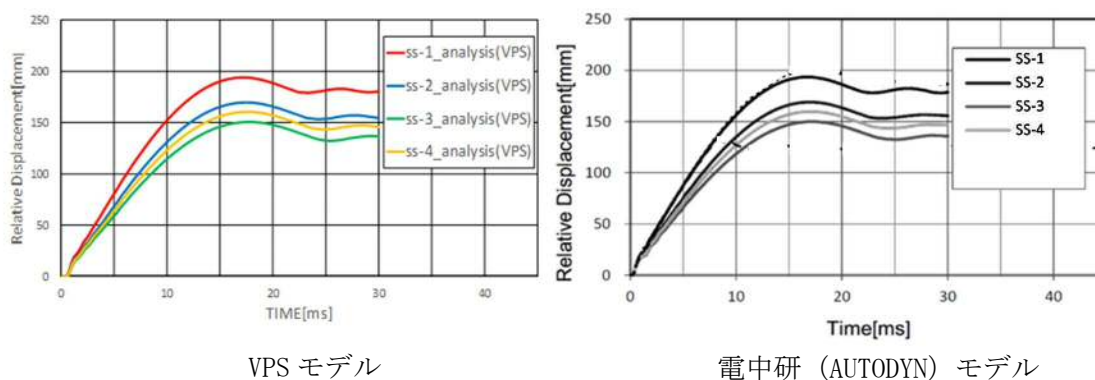 250
200
150
100
50
0
Relative Displacement[mm]
0
10
20
30
40
TIME[ms]
ss-1_analysis(VPS)
ss-2_analysis(VPS)
ss-3_analysis(VPS)
ss-4_analysis(VPS)
VPS モデル
250
200
150
100
50
0
Relative Displacement[mm]
0
10
20
30
40
Time[ms]
SS-1
SS-2
SS-3
SS-4
電中研 (AUTODYN) モデル